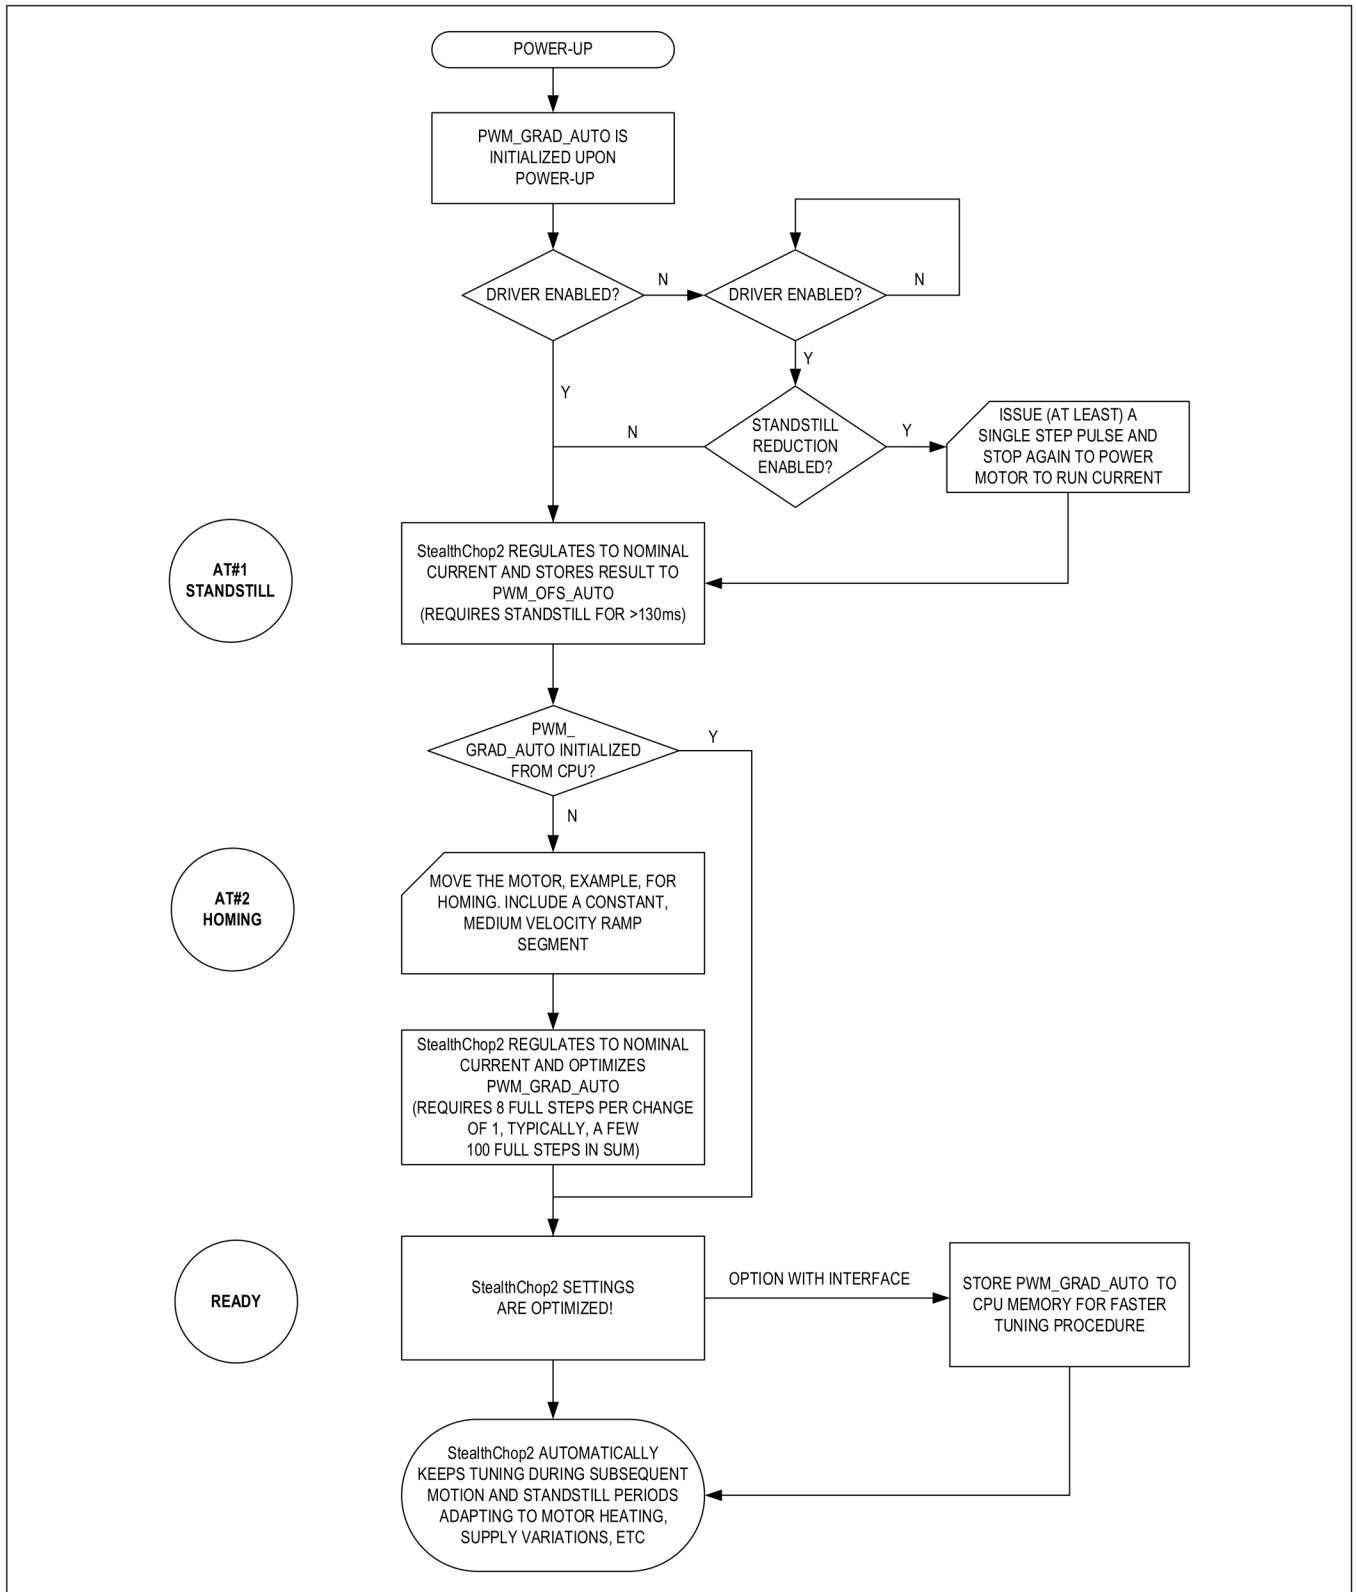 POWER-UP
PWM_GRAD_AUTO IS
INITIALIZED UPON
POWER-UP
DRIVER ENABLED?
N
DRIVER ENABLED?
N
Y
Y
STANDSTILL
REDUCTION
ENABLED?
N
Y
ISSUE (AT LEAST) A
SINGLE STEP PULSE AND
STOP AGAIN TO POWER
MOTOR TO RUN CURRENT
AT#1
STANDSTILL
StealthChop2 REGULATES TO NOMINAL
CURRENT AND STORES RESULT TO
PWM_OFS_AUTO
(REQUIRES STANDSTILL FOR >130ms)
PWM_
GRAD_AUTO INITIALIZED
FROM CPU?
Y
N
AT#2
HOMING
MOVE THE MOTOR, EXAMPLE, FOR
HOMING. INCLUDE A CONSTANT,
MEDIUM VELOCITY RAMP
SEGMENT
StealthChop2 REGULATES TO NOMINAL
CURRENT AND OPTIMIZES
PWM_GRAD_AUTO
(REQUIRES 8 FULL STEPS PER CHANGE
OF 1, TYPICALLY, A FEW
100 FULL STEPS IN SUM)
READY
StealthChop2 SETTINGS
ARE OPTIMIZED!
OPTION WITH INTERFACE
STORE PWM_GRAD_AUTO TO
CPU MEMORY FOR FASTER
TUNING PROCEDURE
StealthChop2 AUTOMATICALLY
KEEPS TUNING DURING SUBSEQUENT
MOTION AND STANDSTILL PERIODS
ADAPTING TO MOTOR HEATING,
SUPPLY VARIATIONS, ETC